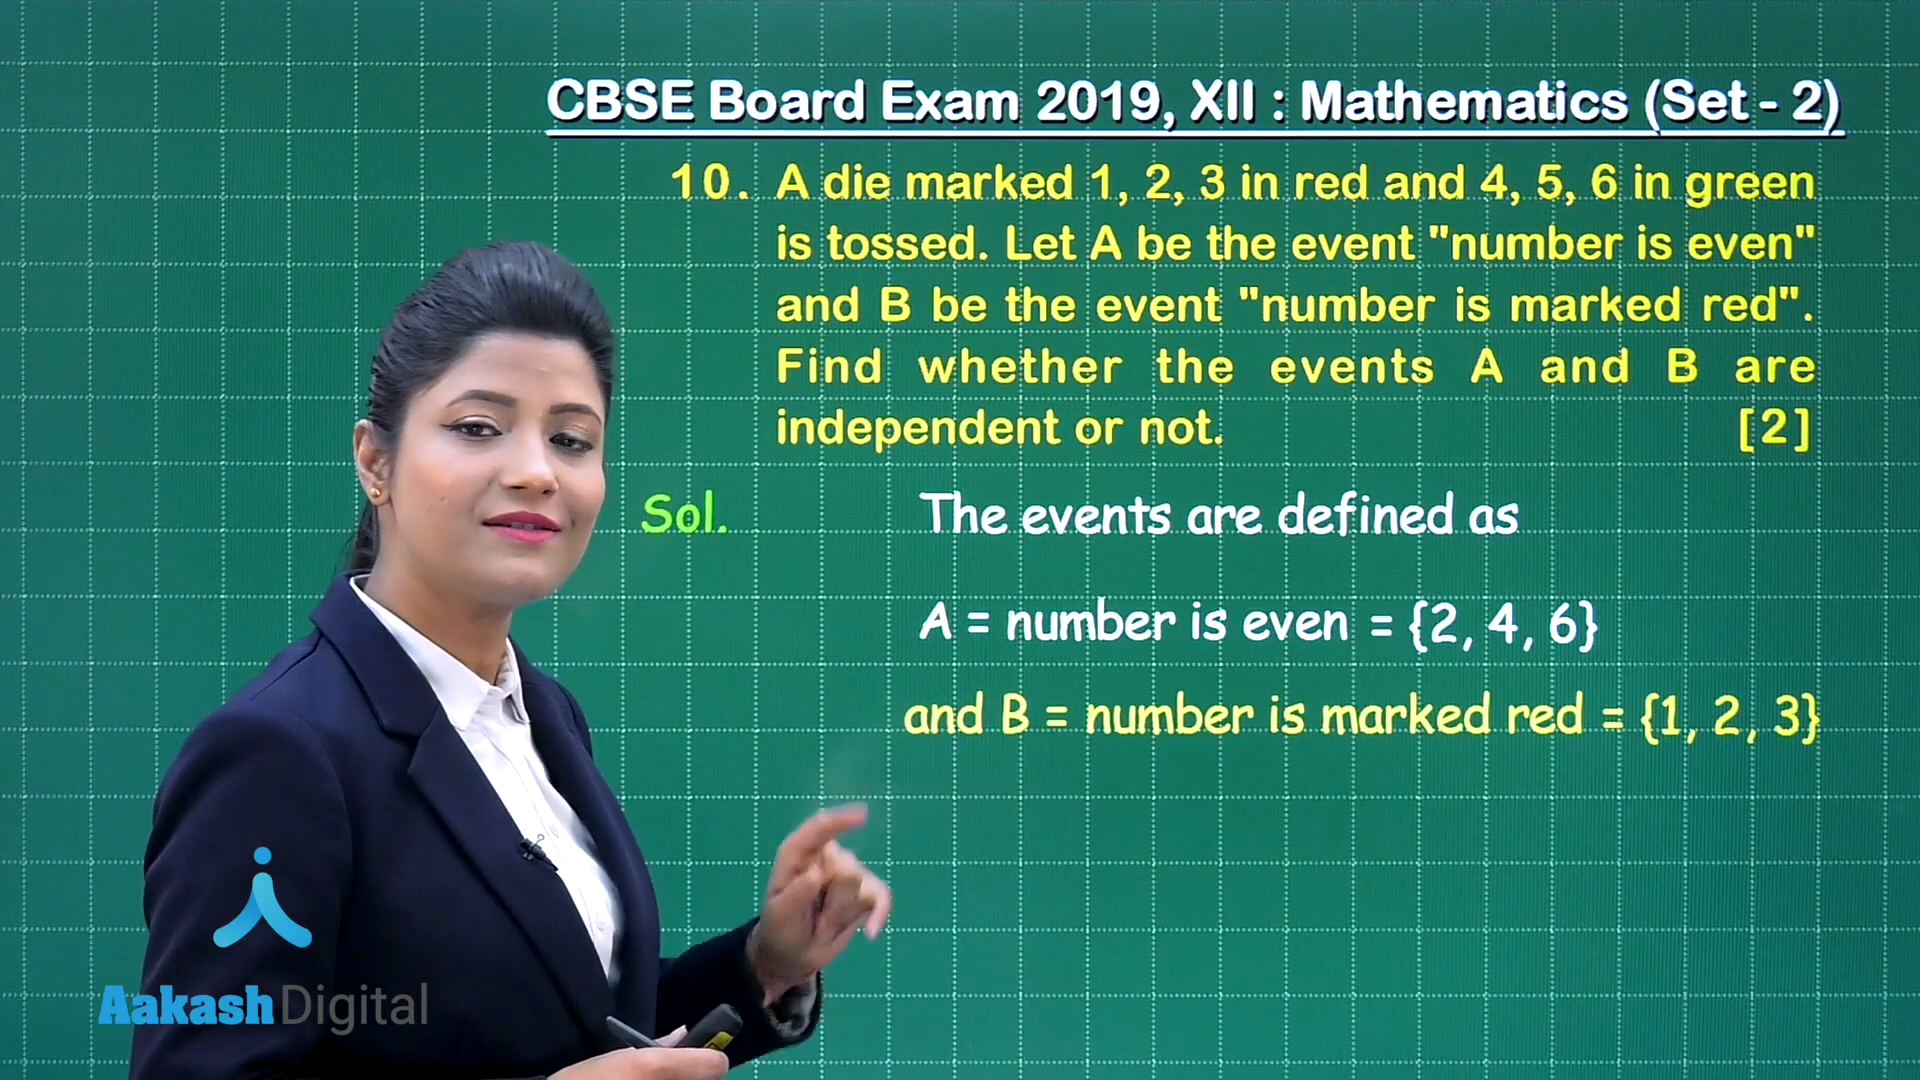 CBSE Board Exam 2019, XII : Mathematics (Set - 2)
10. A die marked 1, 2, 3 in red and 4, 5, 6 in green
is tossed. Let A be the event "number is even"
and B be the event "number is marked red".
Find whether the events A and B are
independent or not. [2]
Sol. The events are defined as
A = number is even = {2, 4, 6}
and B = number is marked red = {1, 2, 3}
Aakash Digital